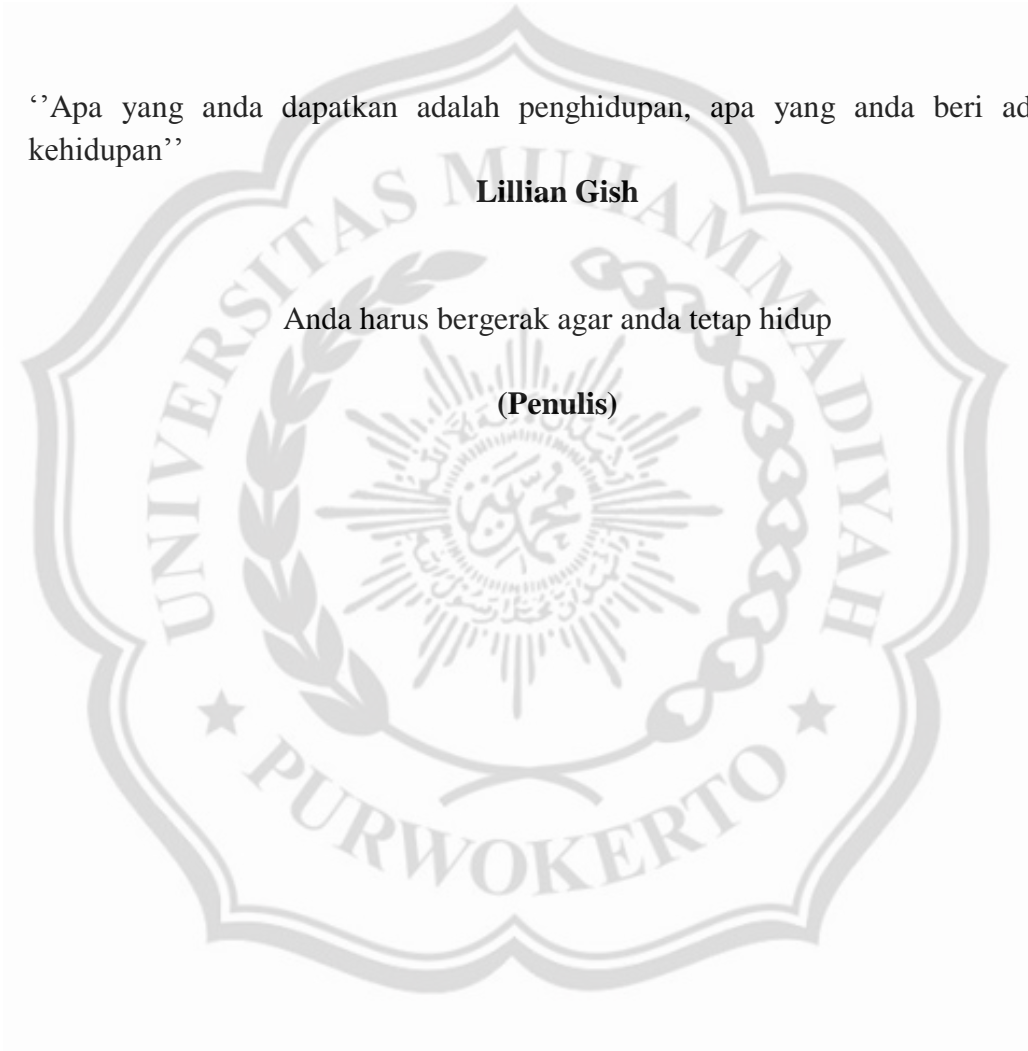 ‘’Apa yang anda dapatkan adalah penghidupan, apa yang anda beri
kehidupan’’
Lillian Gish
Anda harus bergerak agar anda tetap hidup
(Penulis)
UNIVERSITAS MUHAMMADIYAH
PURWOKERTO